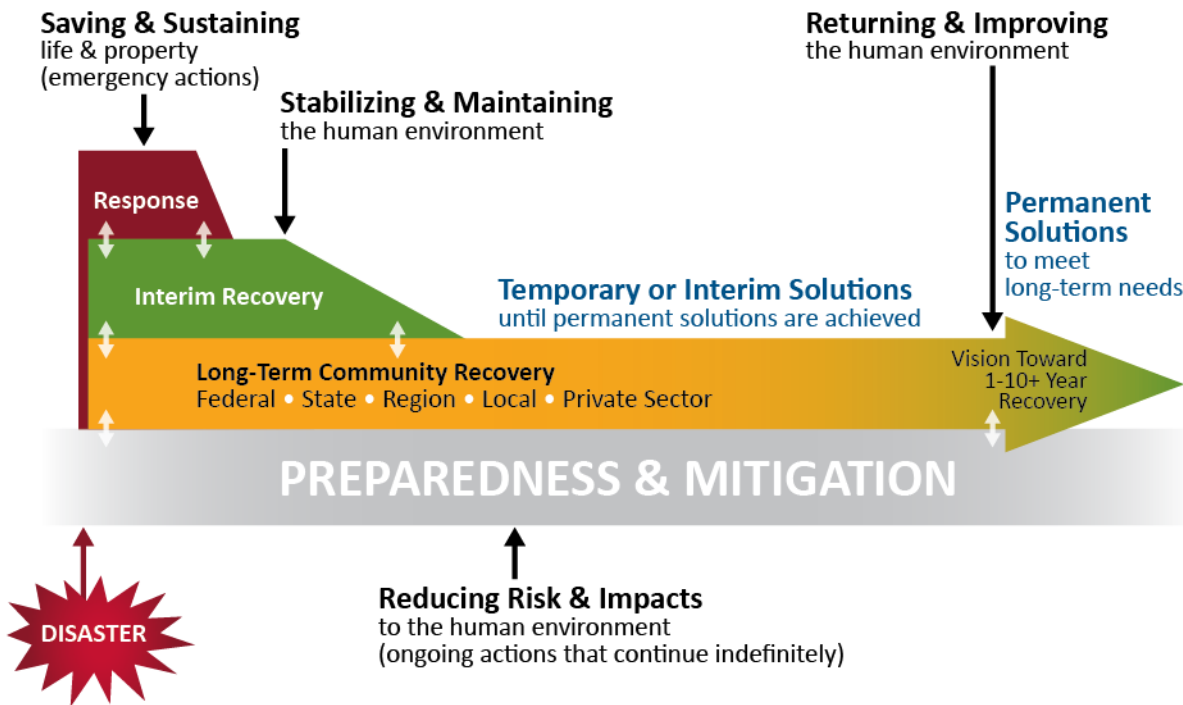 Saving & Sustaining
life & property
(emergency actions)
Stabilizing & Maintaining
the human environment
Returning & Improving
the human environment
Response
Interim Recovery
Temporary or Interim Solutions
until permanent solutions are achieved
Permanent
Solutions
to meet
long-term needs
Long-Term Community Recovery
Federal • State • Region • Local • Private Sector
Vision Toward
1-10+ Year
Recovery
PREPAREDNESS & MITIGATION
DISASTER
Reducing Risk & Impacts
to the human environment
(ongoing actions that continue indefinitely)